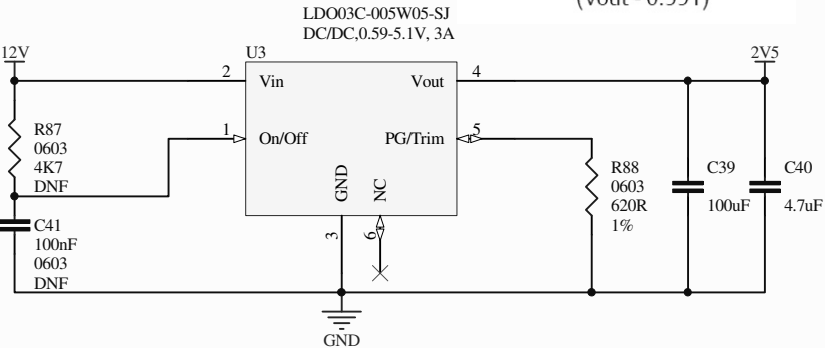 (Vout - 0.591)
LDO03C-005W05-SJ
DC/DC,0.59-5.1V, 3A
12V
U3
2V5
2
Vin
Vout
4
1
On/Off
PG/Trim
5
R87
0603
4K7
DNF
GND
NC
R88
0603
620R
1%
C39
100uF
C40
4.7uF
C41
100nF
0603
DNF
3
6
GND